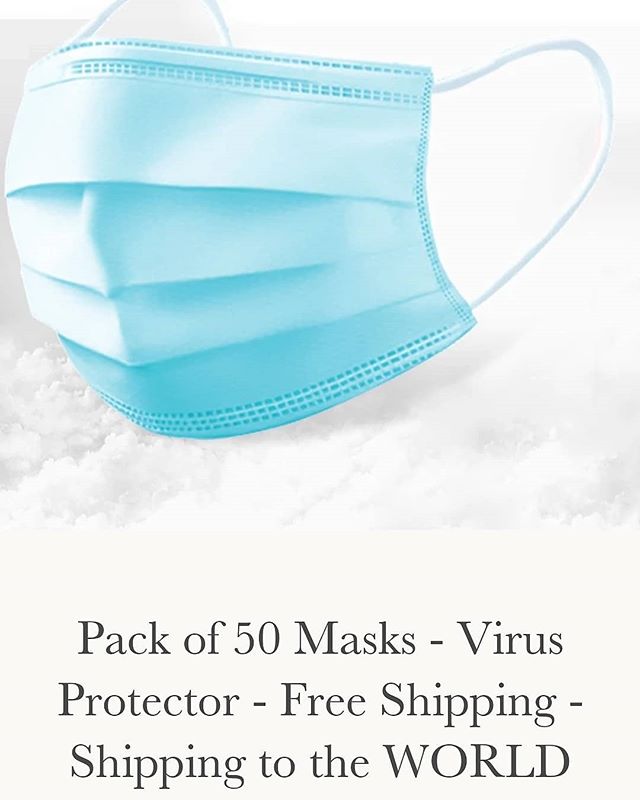 Pack of 50 Masks - Virus
Protector - Free Shipping -
Shipping to the WORLD